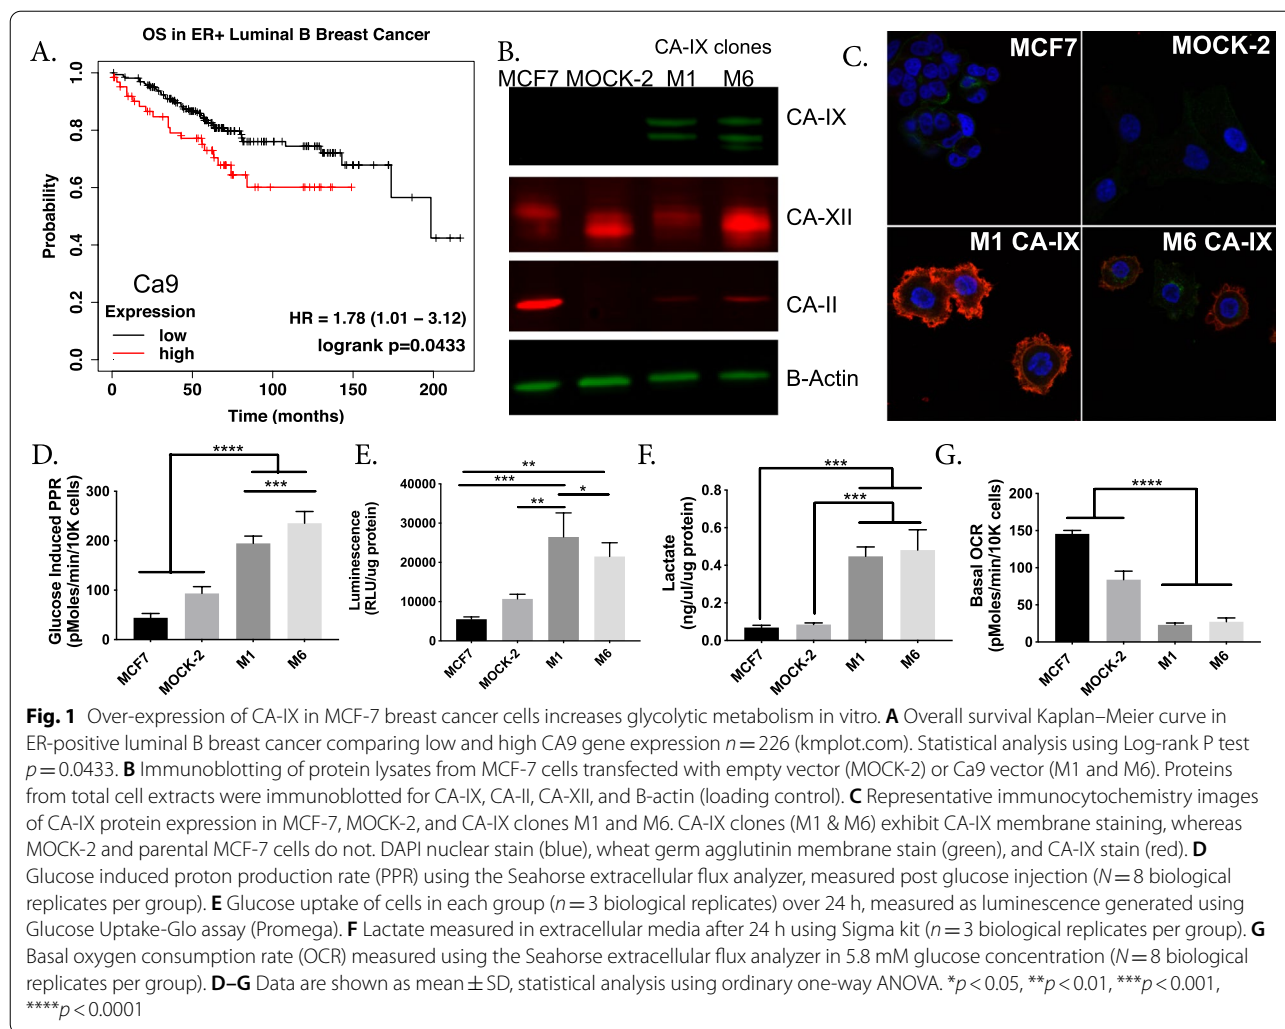 A.
OS in ER+ Luminal B Breast Cancer
Probability
1.0
0.8
0.6
0.4
0.2
0.0
Ca9
Expression
low
high
HR = 1.78 (1.01 − 3.12)
logrank p=0.0433
0 50 100 150 200
Time (months)
B.
CA-IX clones
MCF7 MOCK-2 M1 M6
CA-IX
CA-XII
CA-II
B-Actin
C.
MCF7
MOCK-2
M1 CA-IX
M6 CA-IX
D.
Glucose Induced PPR
(pMoles/min/10K cells)
300
200
100
0
****
***
MCF7 MOCK-2 M1 M6
E.
Luminescence
(RLU/ug protein)
40000
30000
20000
10000
0
**
***
*
**
MCF7 MOCK-2 M1 M6
F.
Lactate
(ng/ul/ug protein)
0.8
0.6
0.4
0.2
0.0
***
***
MCF7 MOCK-2 M1 M6
G.
Basal OCR
(pMoles/min/10K cells)
200
150
100
50
0
****
MCF7 MOCK-2 M1 M6
Fig. 1 Over-expression of CA-IX in MCF-7 breast cancer cells increases glycolytic metabolism in vitro. A Overall survival Kaplan–Meier curve in
ER-positive luminal B breast cancer comparing low and high CA9 gene expression n = 226 (kmplot.com). Statistical analysis using Log-rank P test
p = 0.0433. B Immunoblotting of protein lysates from MCF-7 cells transfected with empty vector (MOCK-2) or Ca9 vector (M1 and M6). Proteins
from total cell extracts were immunoblotted for CA-IX, CA-II, CA-XII, and B-actin (loading control). C Representative immunocytochemistry images
of CA-IX protein expression in MCF-7, MOCK-2, and CA-IX clones M1 and M6. CA-IX clones (M1 & M6) exhibit CA-IX membrane staining, whereas
MOCK-2 and parental MCF-7 cells do not. DAPI nuclear stain (blue), wheat germ agglutinin membrane stain (green), and CA-IX stain (red). D
Glucose induced proton production rate (PPR) using the Seahorse extracellular flux analyzer, measured post glucose injection (N = 8 biological
replicates per group). E Glucose uptake of cells in each group (n = 3 biological replicates) over 24 h, measured as luminescence generated using
Glucose Uptake-Glo assay (Promega). F Lactate measured in extracellular media after 24 h using Sigma kit (n = 3 biological replicates per group). G
Basal oxygen consumption rate (OCR) measured using the Seahorse extracellular flux analyzer in 5.8 mM glucose concentration (N = 8 biological
replicates per group). D–G Data are shown as mean ± SD, statistical analysis using ordinary one-way ANOVA. *p < 0.05, **p < 0.01, ***p < 0.001,
****p < 0.0001